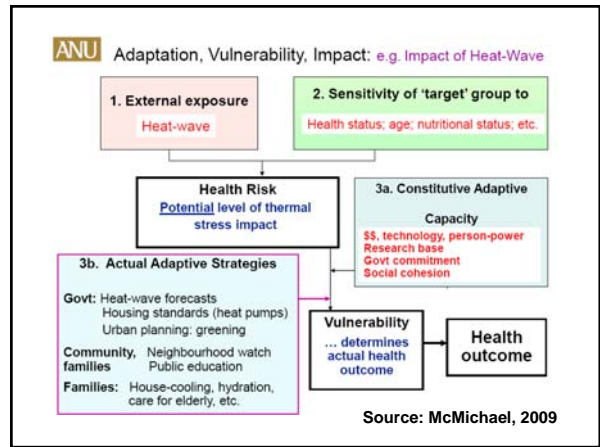 ANU Adaptation, Vulnerability, Impact: e.g. Impact of Heat-Wave
1. External exposure
Heat-wave
2. Sensitivity of ‘target’ group to
Health status; age; nutritional status; etc.
Health Risk
Potential level of thermal
stress impact
3a. Constitutive Adaptive
Capacity
$$, technology, person-power
Research base
Govt commitment
Social cohesion
3b. Actual Adaptive Strategies
Govt: Heat-wave forecasts
Housing standards (heat pumps)
Urban planning: greening
Community, Neighbourhood watch
families Public education
Families: House-cooling, hydration,
care for elderly, etc.
Vulnerability
... determines
actual health
outcome
Health
outcome
Source: McMichael, 2009